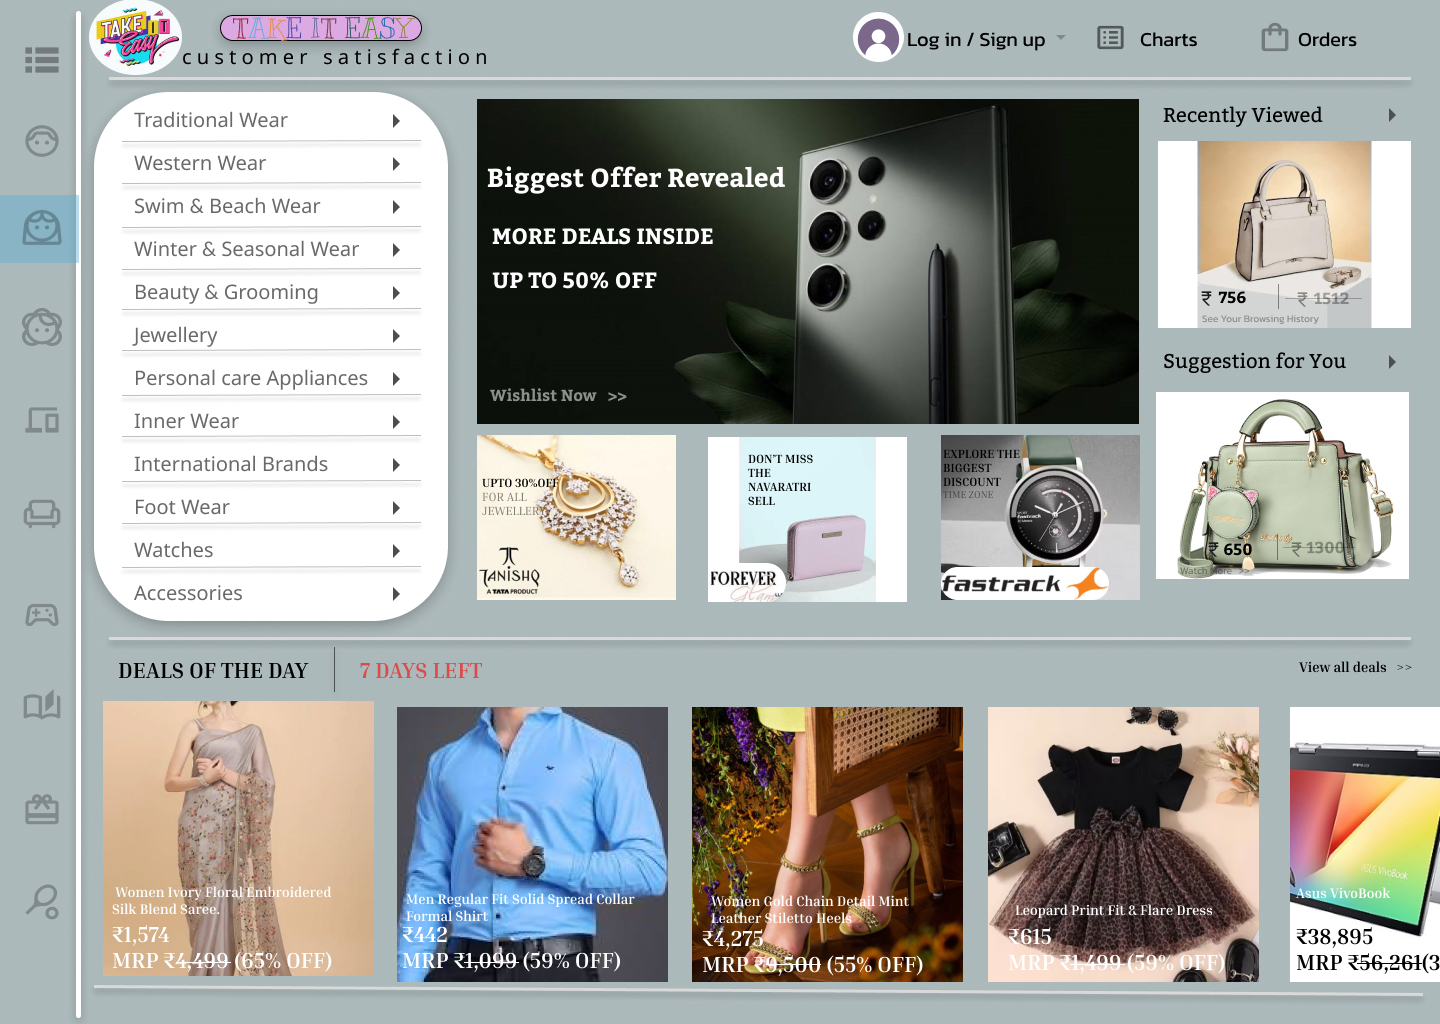 TAKE IT Easy
TAKE IT EASY
customer satisfaction
Log in / Sign up
Charts
Orders
Traditional Wear
Western Wear
Swim & Beach Wear
Winter & Seasonal Wear
Beauty & Grooming
Jewellery
Personal care Appliances
Inner Wear
International Brands
Foot Wear
Watches
Accessories
Biggest Offer Revealed
MORE DEALS INSIDE
UP TO 50% OFF
Wishlist Now >>
UPTO 30%OFF
FOR ALL
JEWELLERY
TANISHQ
A TATA PRODUCT
DON'T MISS
THE
NAVARATRI
SELL
FOREVER
Glam
EXPLORE THE
BIGGEST
DISCOUNT
TIME ZONE
fastrack
fastrack
Recently Viewed
₹ 756
₹ 1512
See Your Browsing History
Suggestion for You
₹ 650
₹ 1300
Watch More >>
DEALS OF THE DAY
7 DAYS LEFT
View all deals >>
Women Ivory Floral Embroidered
Silk Blend Saree.
₹1,574
MRP ₹4,499 (65% OFF)
Men Regular Fit Solid Spread Collar
Formal Shirt
₹442
MRP ₹1,099 (59% OFF)
Women Gold Chain Detail Mint
Leather Stiletto Heels
₹4,275
MRP ₹9,500 (55% OFF)
Leopard Print Fit & Flare Dress
₹615
MRP ₹1,499 (59% OFF)
ASUS VivoBook
Asus VivoBook
₹38,895
MRP ₹56,261(3